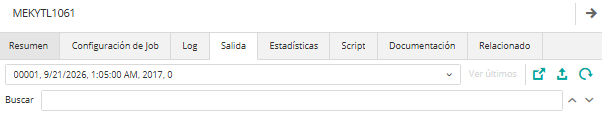 MEKYTL1061
Resumen Configuración de Job Log Salida Estadísticas Script Documentación Relacionado
00001, 9/21/2026, 1:05:00 AM, 2017, 0 Ver últimos
Buscar